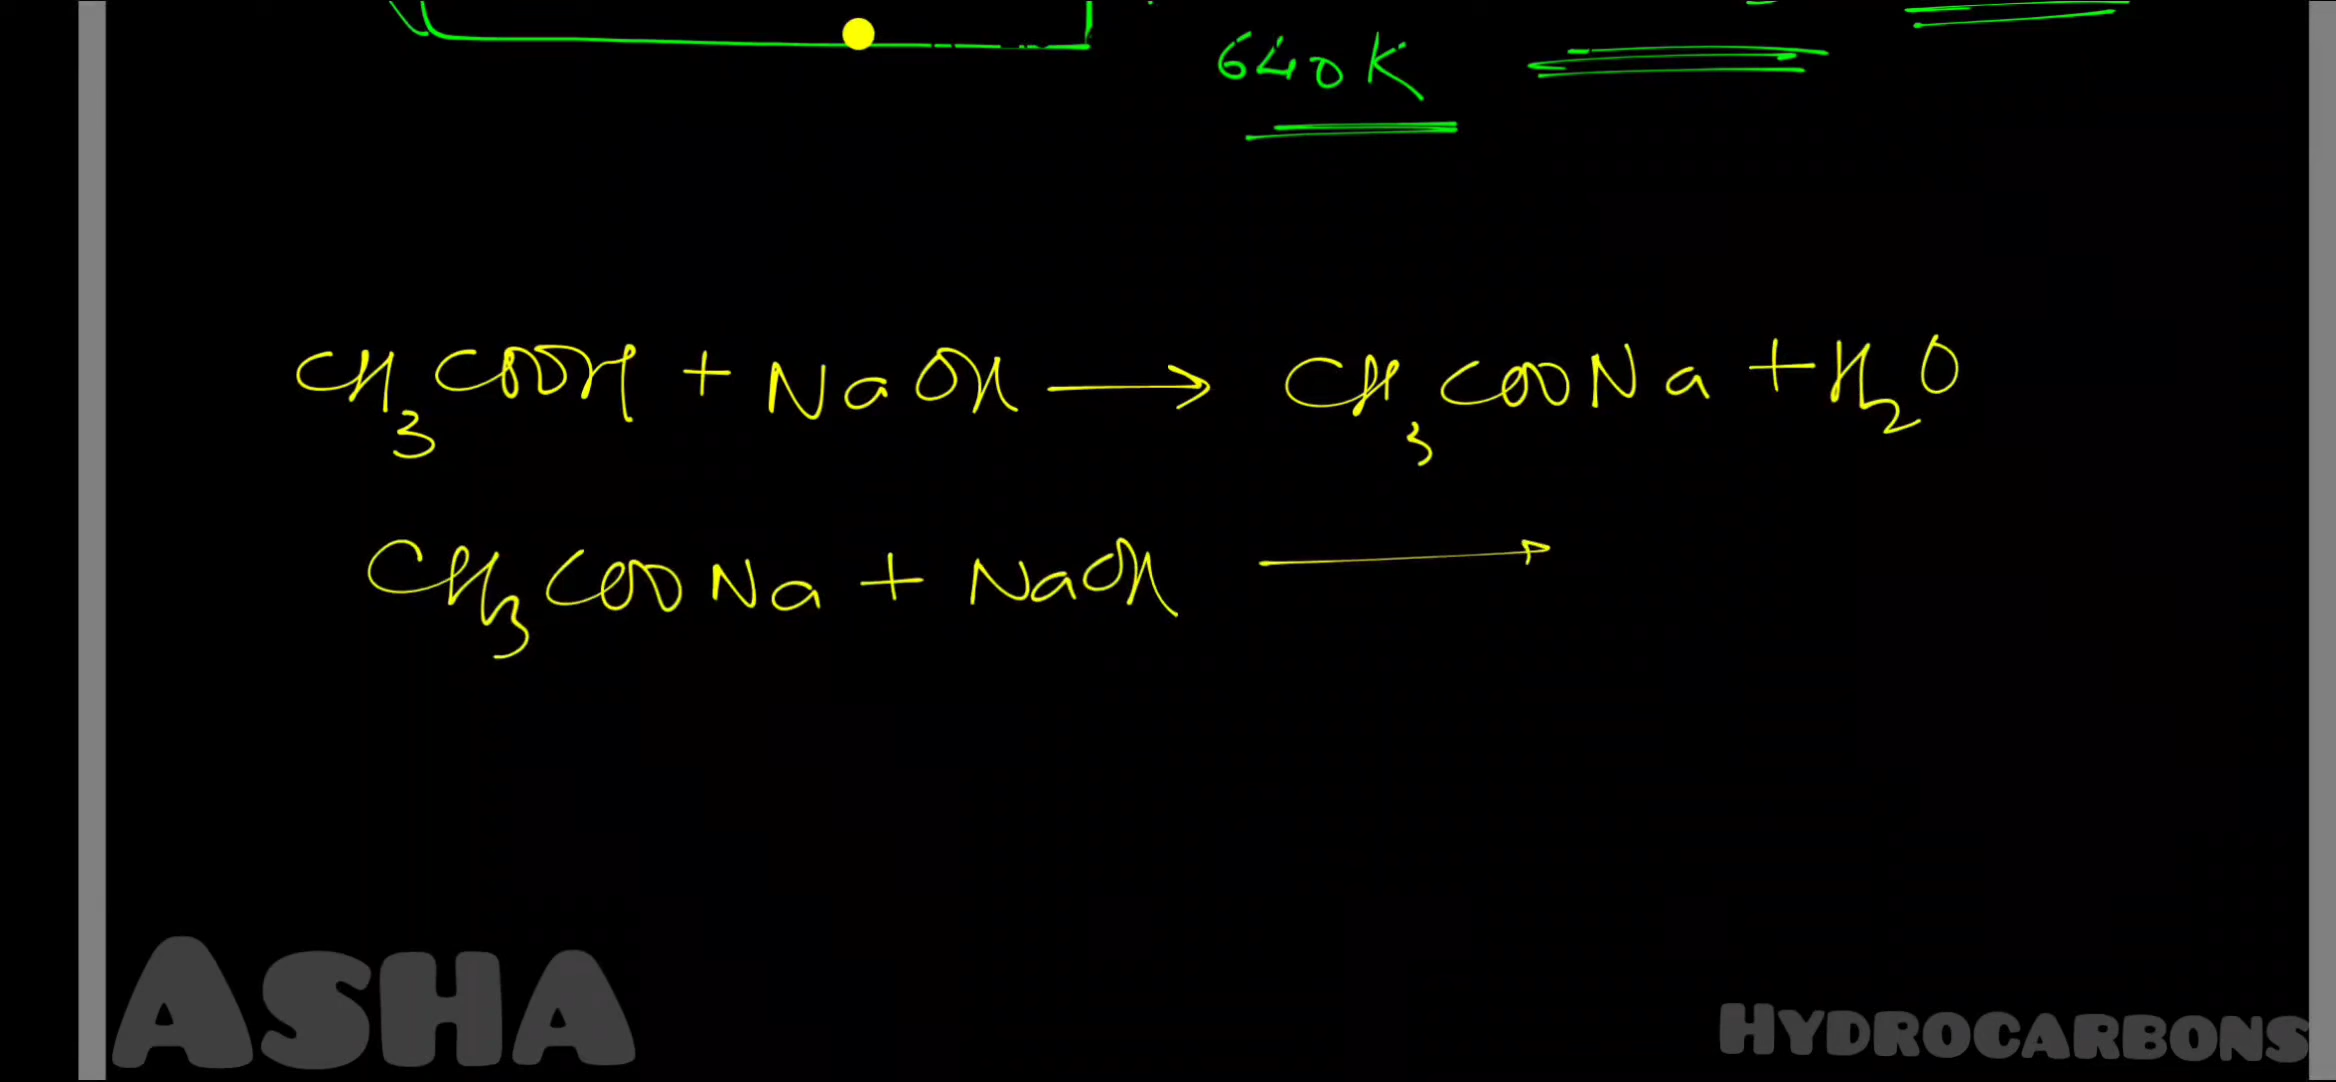 640K
CH₃COOH + NaOH → CH₃COONa + H₂O
CH₃COONa + NaOH →
ASHA
HYDROCARBONS